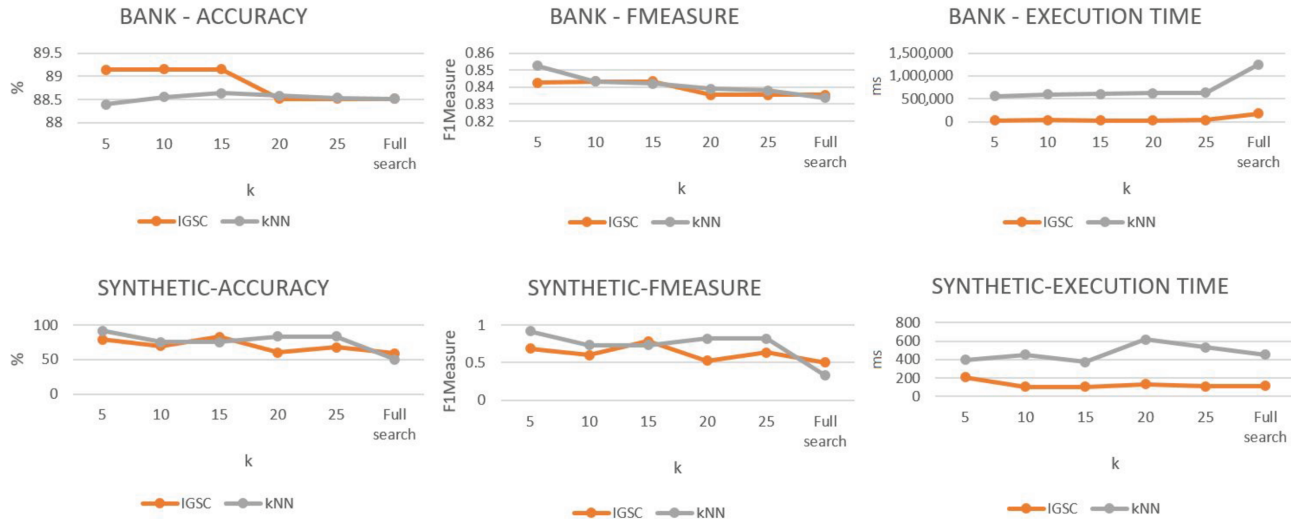 BANK - ACCURACY
89.5
89
88.5
88
%
5 10 15 20 25 Full search
k
IGSC kNN
BANK - FMEASURE
0.86
0.85
0.84
0.83
0.82
F1Measure
5 10 15 20 25 Full search
k
IGSC kNN
BANK - EXECUTION TIME
1,500,000
1,000,000
500,000
0
ms
5 10 15 20 25 Full search
k
IGSC kNN
SYNTHETIC-ACCURACY
100
50
0
%
5 10 15 20 25 Full search
k
IGSC kNN
SYNTHETIC-FMEASURE
1
0.5
0
F1Measure
5 10 15 20 25 Full search
k
IGSC kNN
SYNTHETIC-EXECUTION TIME
800
600
400
200
0
ms
5 10 15 20 25 Full search
k
IGSC kNN